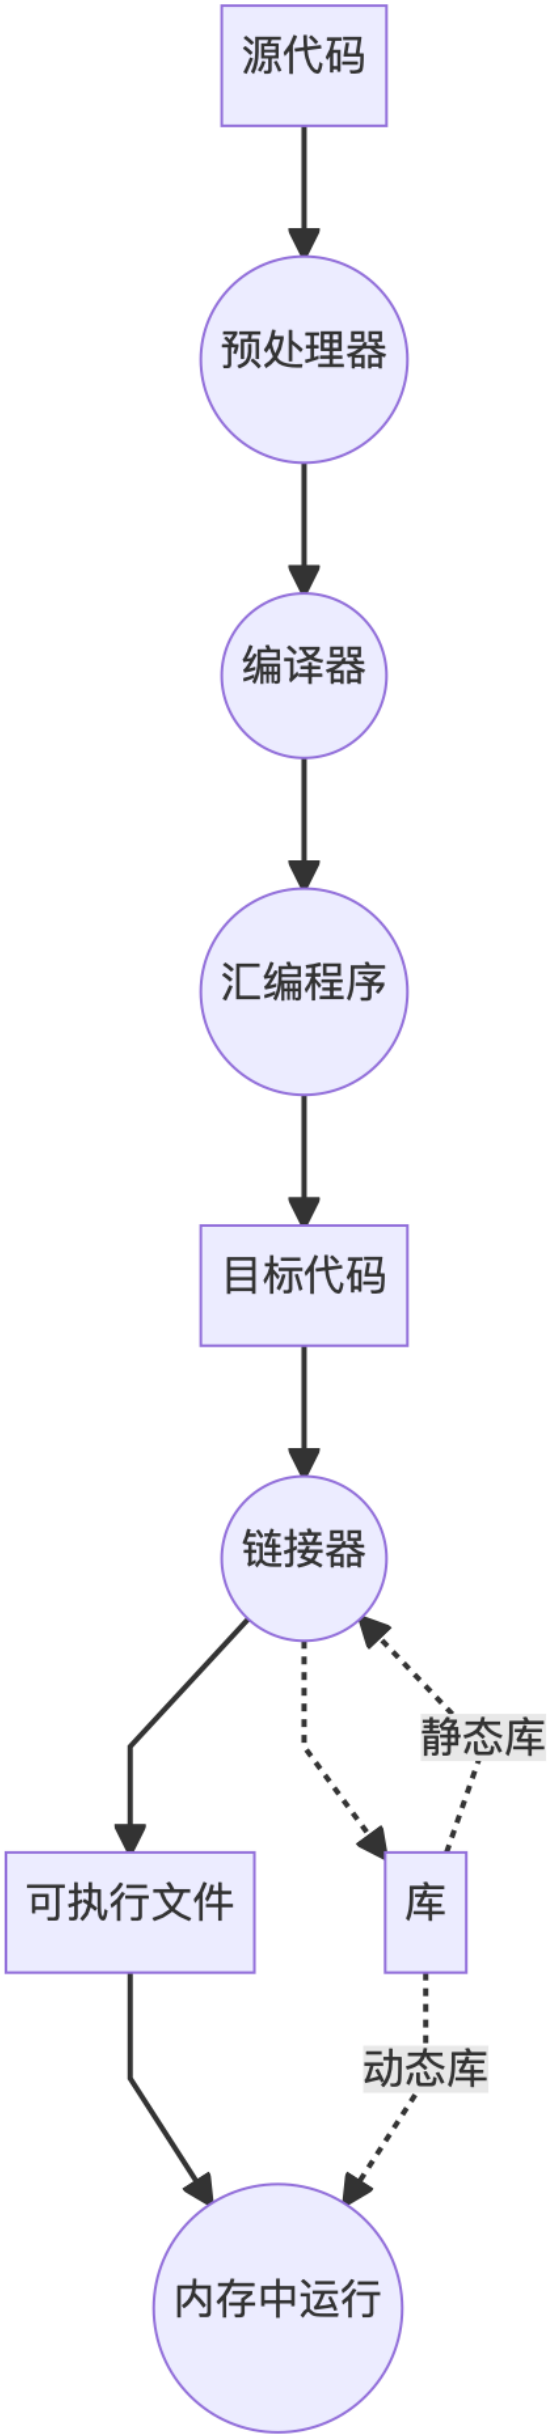 源代码
预处理器
编译器
汇编程序
目标代码
链接器
静态库
可执行文件
库
动态库
内存中运行